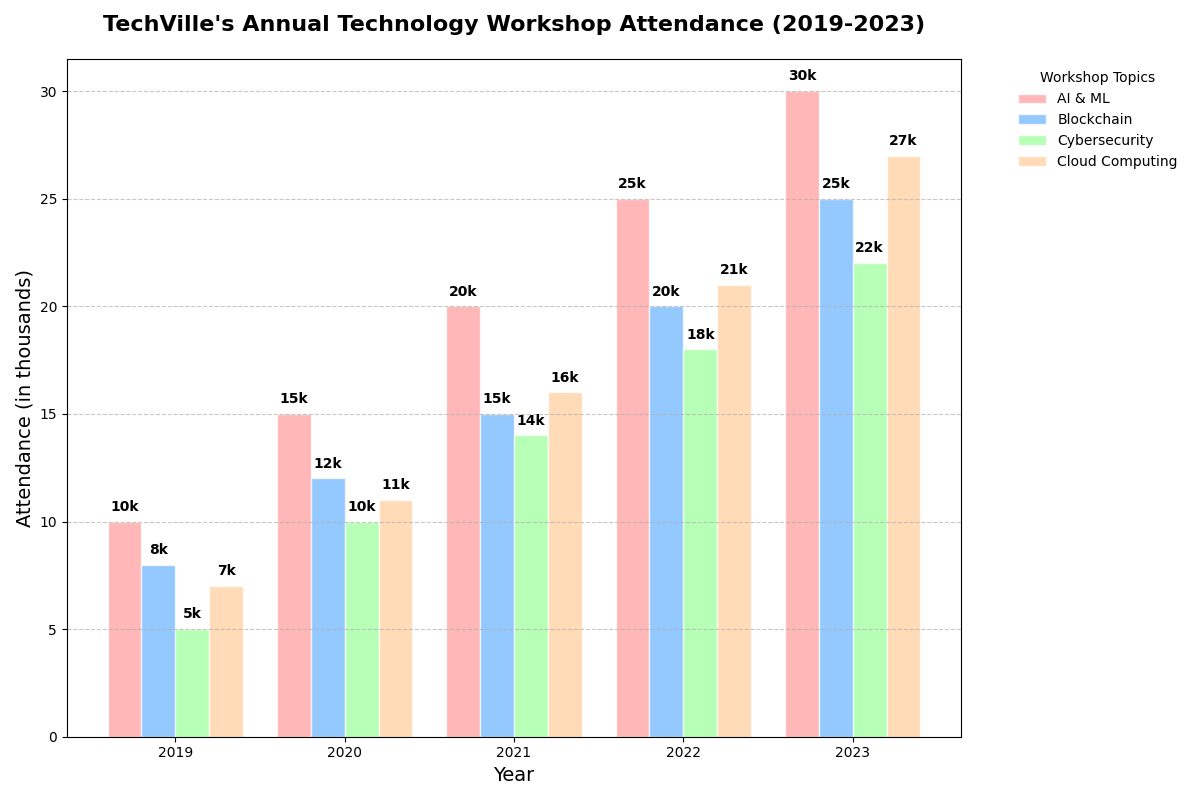 TechVille's Annual Technology Workshop Attendance (2019-2023)
Workshop Topics
AI & ML
Blockchain
Cybersecurity
Cloud Computing
Attendance (in thousands)
30
25
20
15
10
5
0
10k
8k
5k
7k
15k
12k
10k
11k
20k
15k
14k
16k
25k
20k
18k
21k
30k
25k
22k
27k
2019
2020
2021
2022
2023
Year